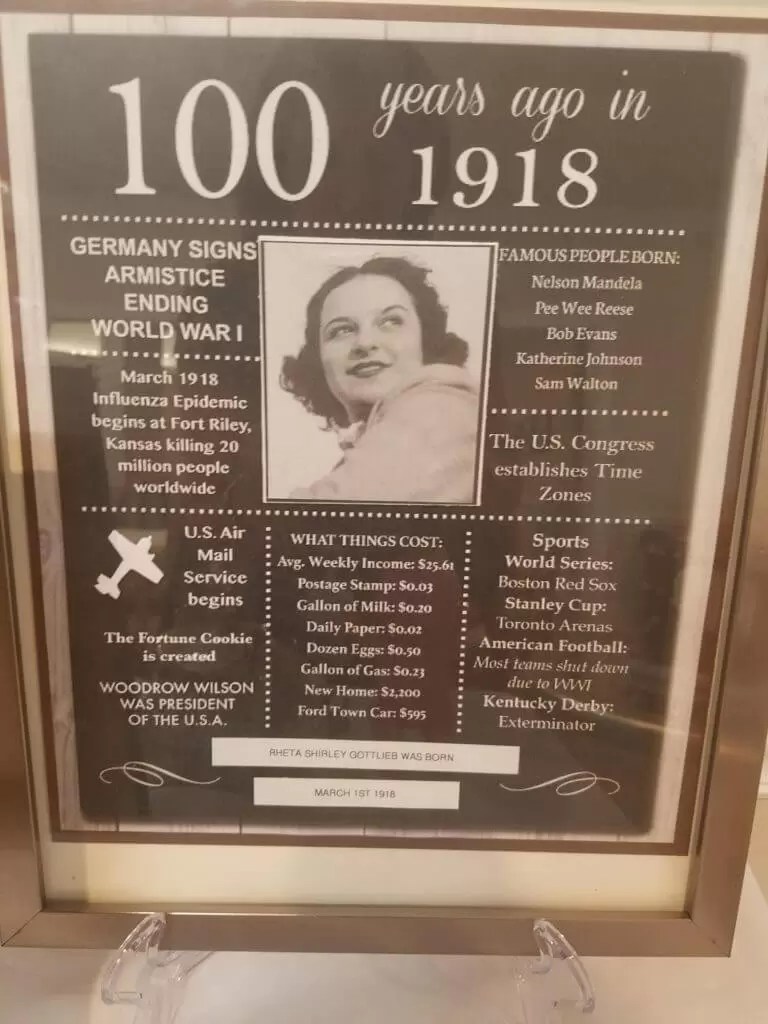 100 years ago in
1918
GERMANY SIGNS
ARMISTICE
ENDING
WORLD WAR I
March 1918
Influenza Epidemic
begins at Fort Riley,
Kansas killing 20
million people
worldwide
FAMOUS PEOPLE BORN:
Nelson Mandela
Pee Wee Reese
Bob Evans
Katherine Johnson
Sam Walton
The U.S. Congress
establishes Time
Zones
U.S. Air
Mail
Service
begins
The Fortune Cookie
is created
WOODROW WILSON
WAS PRESIDENT
OF THE U.S.A.
WHAT THINGS COST:
Avg. Weekly Income: $25.61
Postage Stamp: $0.03
Gallon of Milk: $0.20
Daily Paper: $0.02
Dozen Eggs: $0.50
Gallon of Gas: $0.23
New Home: $2,200
Ford Town Car: $595
Sports
World Series:
Boston Red Sox
Stanley Cup:
Toronto Arenas
American Football:
Most teams shut down
due to WWI
Kentucky Derby:
Exterminator
RHETA SHIRLEY GOTTLIEB WAS BORN
MARCH 1ST 1918